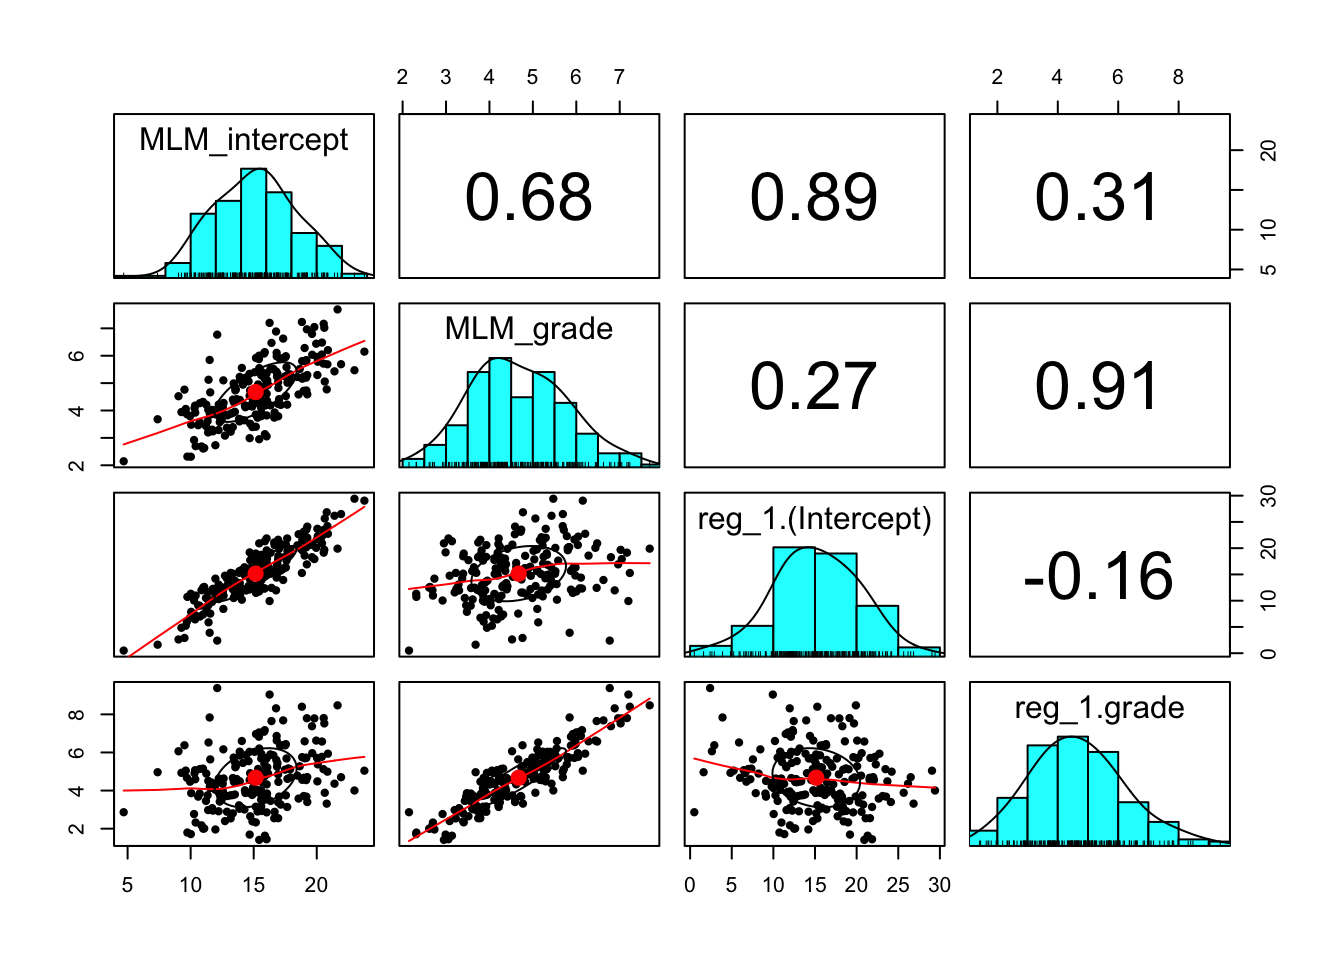 2 3 4 5 6 7
2 4 6 8
MLM_intercept
0.68
0.89
0.31
5 10 20
MLM_grade
0.27
0.91
2 4 6
reg_1.(Intercept)
-0.16
0 10 20 30
reg_1.grade
2 4 6 8
5 10 15 20
0 5 10 15 20 25 30